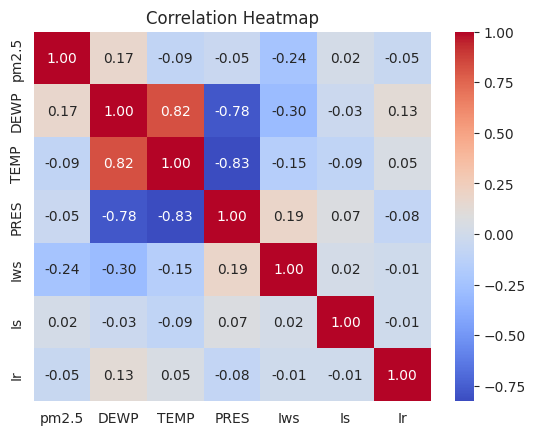 Correlation Heatmap
pm2.5 1.00 0.17 -0.09 -0.05 -0.24 0.02 -0.05
DEWP 0.17 1.00 0.82 -0.78 -0.30 -0.03 0.13
TEMP -0.09 0.82 1.00 -0.83 -0.15 -0.09 0.05
PRES -0.05 -0.78 -0.83 1.00 0.19 0.07 -0.08
Iws -0.24 -0.30 -0.15 0.19 1.00 0.02 -0.01
Is 0.02 -0.03 -0.09 0.07 0.02 1.00 -0.01
Ir -0.05 0.13 0.05 -0.08 -0.01 -0.01 1.00
pm2.5 DEWP TEMP PRES Iws Is Ir
1.00
0.75
0.50
0.25
0.00
−0.25
−0.50
−0.75